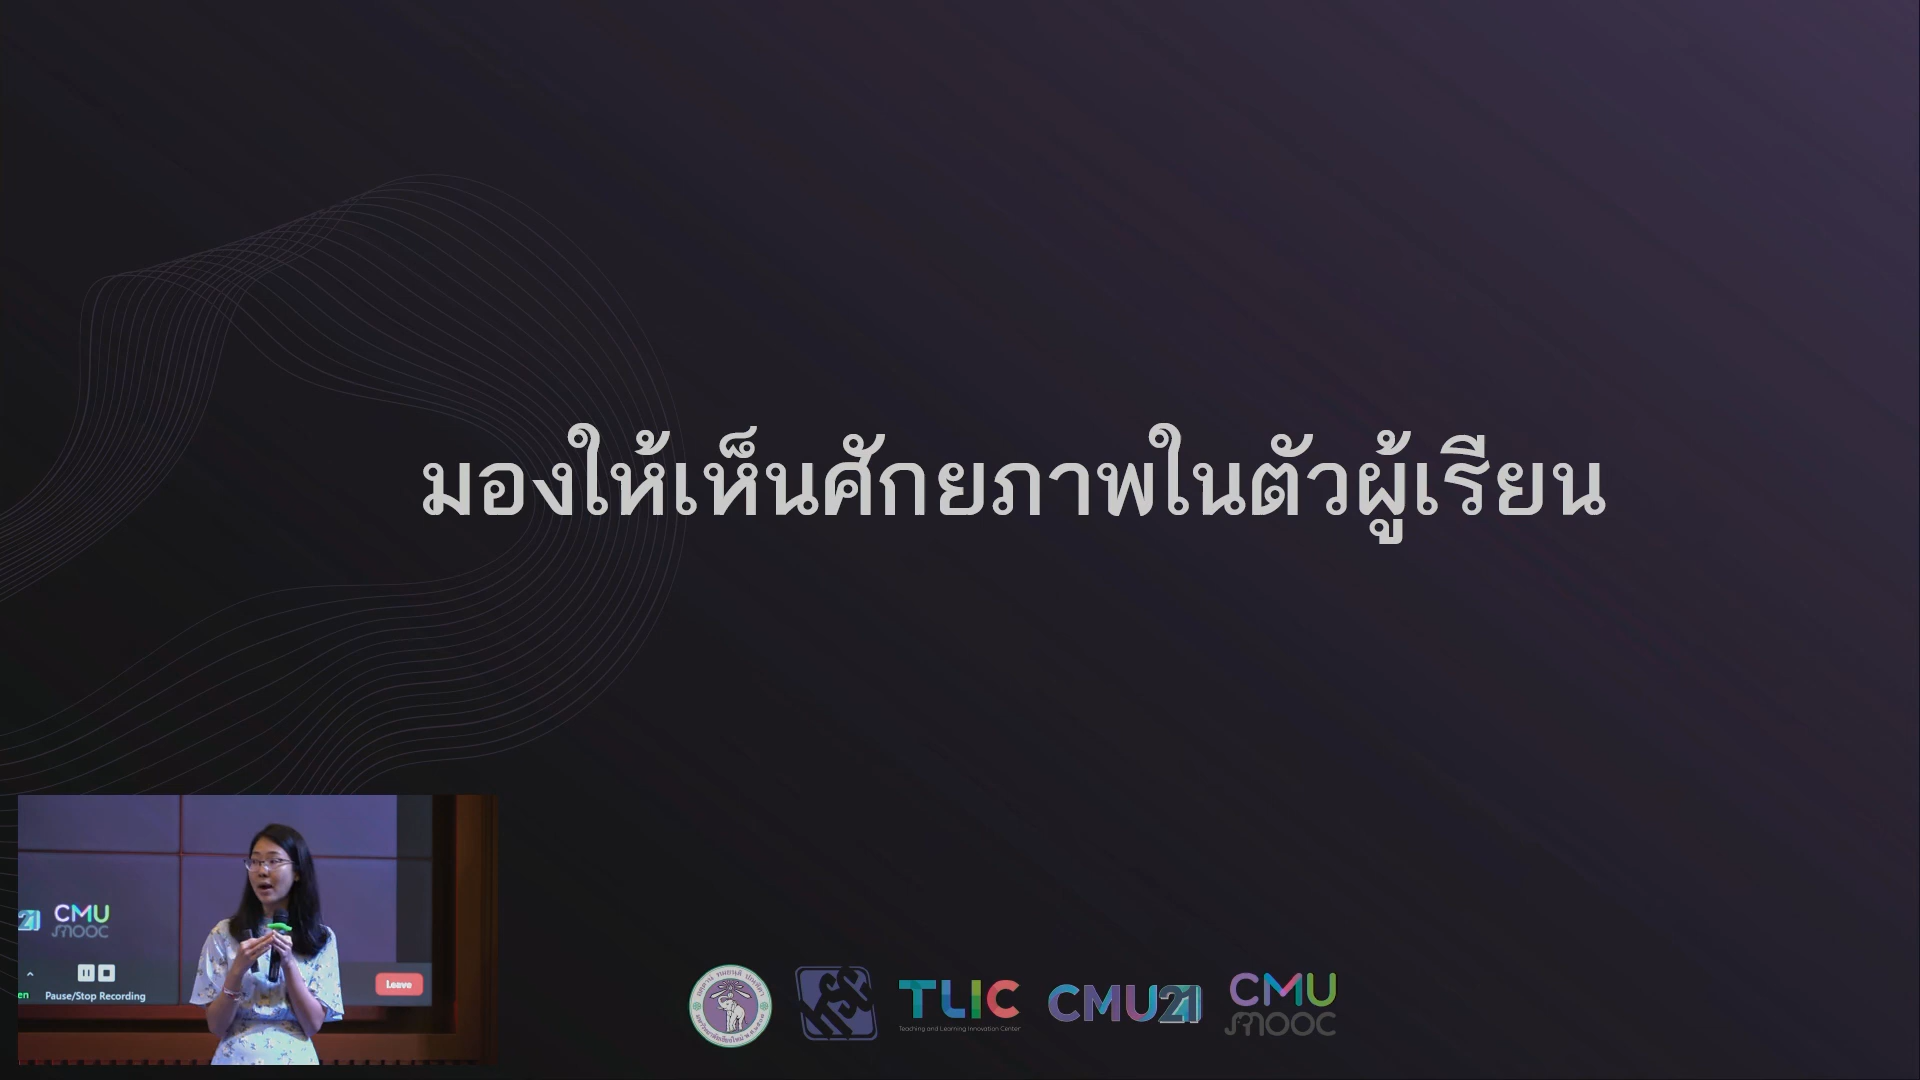 มองให้เห็นศักยภาพในตัวผู้เรียน
21 CMU
MOOC
en Pause/Stop Recording
Leave
TLIC CMU21 CMU
Teaching and Learning Innovation Center
MOOC